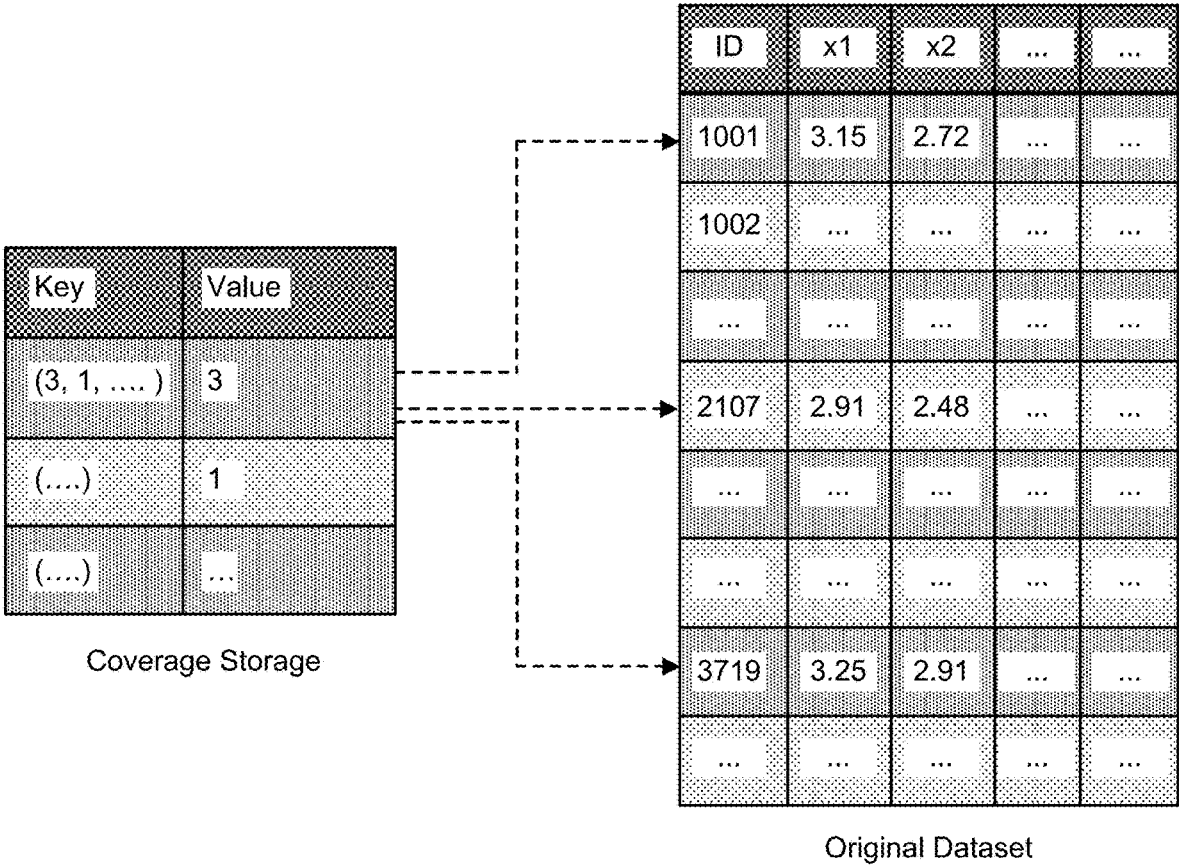 Key Value
(3, 1, .... ) 3
(....) 1
(....) ...
Coverage Storage
ID x1 x2 ... ...
1001 3.15 2.72 ... ...
1002 ... ... ... ...
... ... ... ... ...
2107 2.91 2.48 ... ...
... ... ... ... ...
... ... ... ... ...
3719 3.25 2.91 ... ...
... ... ... ... ...
Original Dataset